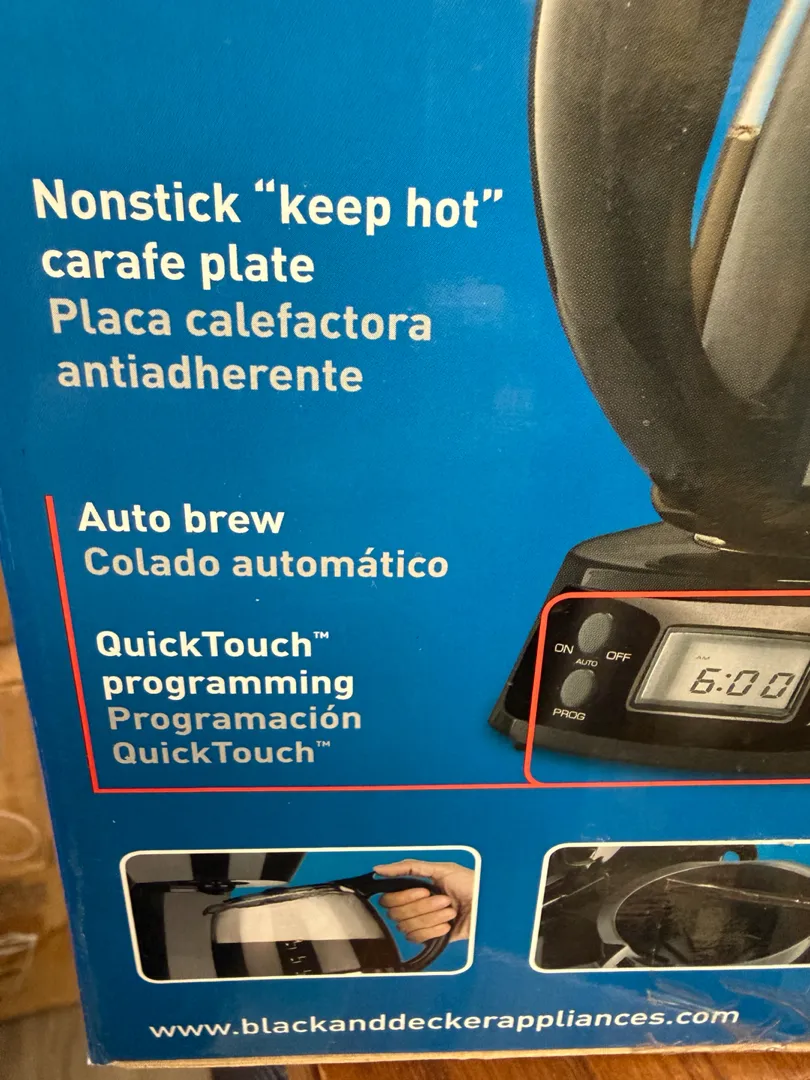 Nonstick “keep hot”
carafe plate
Placa calefactora
antiadherente
Auto brew
Colado automático
QuickTouch™
programming
Programación
QuickTouch™
ON
OFF
AUTO
PROG
AM
6:00
www.blackanddeckerappliances.com